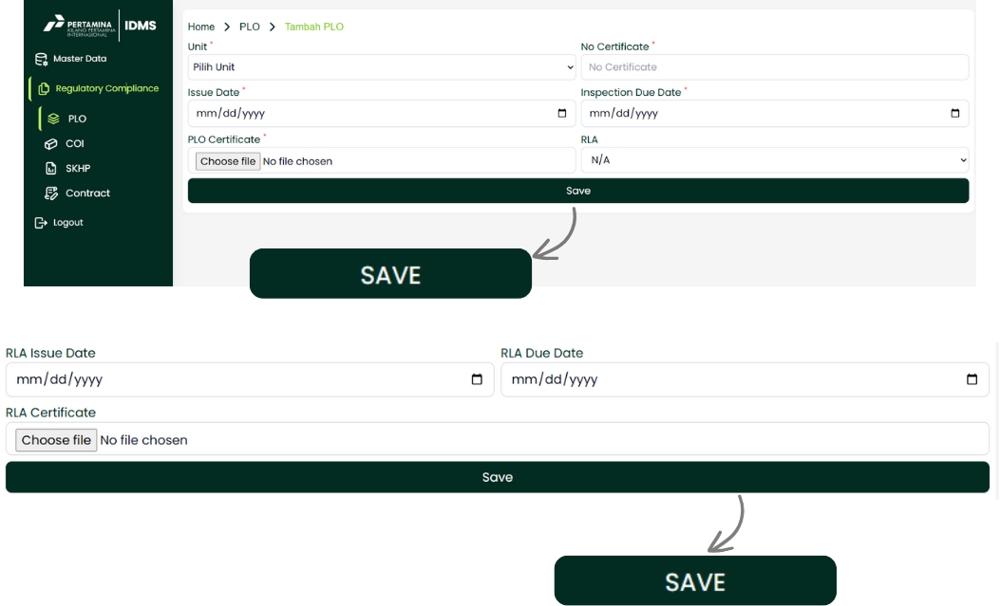 PERTAMINA
KILANG PERTAMINA
INTERNASIONAL
IDMS
Master Data
Regulatory Compliance
PLO
COI
SKHP
Contract
Logout
Home > PLO > Tambah PLO
Unit *
Pilih Unit
No Certificate *
No Certificate
Issue Date *
mm/dd/yyyy
Inspection Due Date *
mm/dd/yyyy
PLO Certificate *
Choose file No file chosen
RLA
N/A
Save
SAVE
RLA Issue Date
mm/dd/yyyy
RLA Due Date
mm/dd/yyyy
RLA Certificate
Choose file No file chosen
Save
SAVE